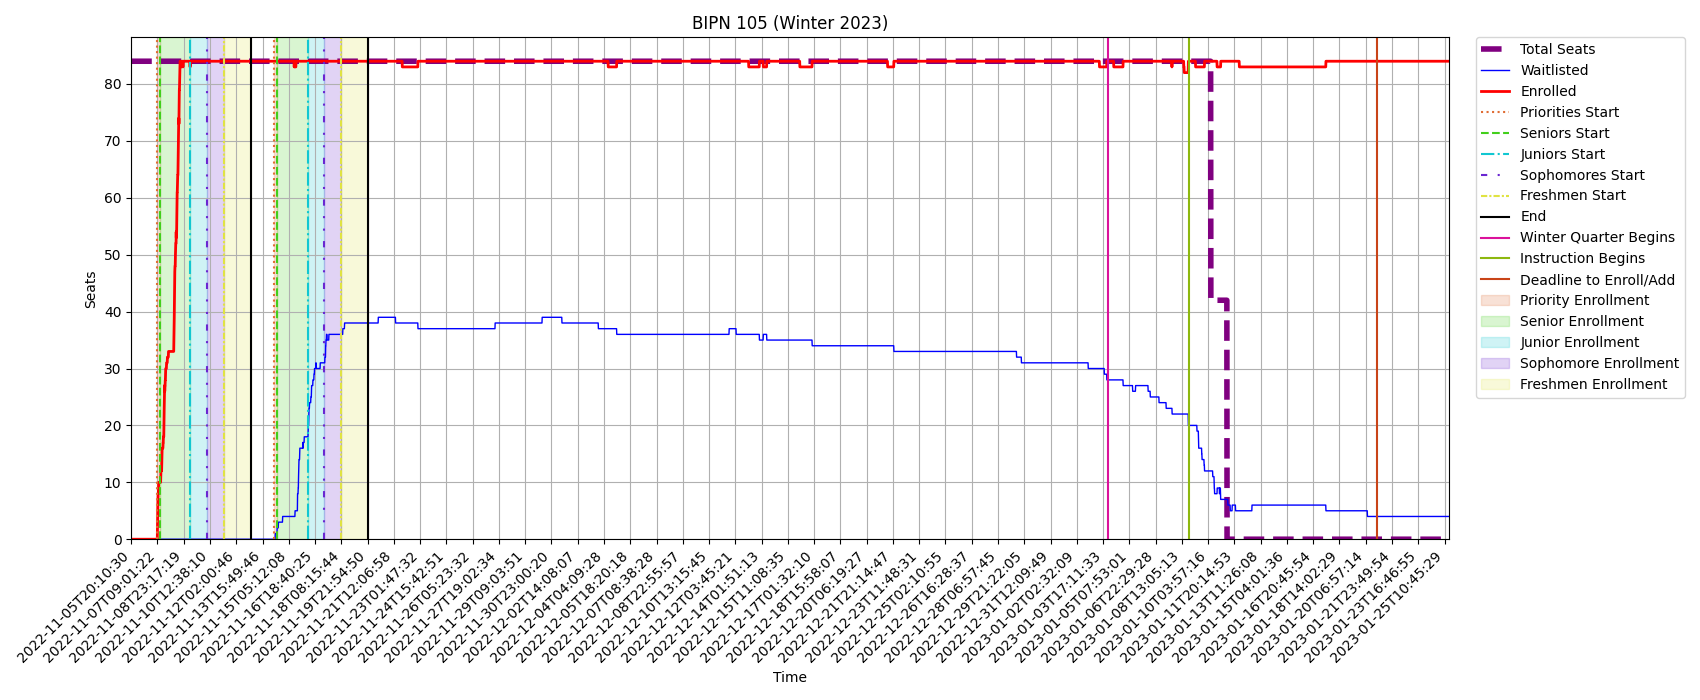 BIPN 105 (Winter 2023)
Seats
80
70
60
50
40
30
20
10
0
2022-11-05T20:10:30
2022-11-07T09:01:22
2022-11-08T23:17:19
2022-11-10T12:38:10
2022-11-12T02:00:46
2022-11-13T15:49:46
2022-11-15T05:12:08
2022-11-16T18:40:25
2022-11-18T08:15:44
2022-11-19T21:54:50
2022-11-21T12:06:58
2022-11-23T01:47:32
2022-11-24T15:42:51
2022-11-26T05:23:32
2022-11-27T19:02:34
2022-11-29T09:03:51
2022-11-30T23:00:20
2022-12-02T14:08:07
2022-12-04T04:09:28
2022-12-05T18:20:18
2022-12-07T08:38:28
2022-12-08T22:55:57
2022-12-10T13:15:45
2022-12-12T03:45:21
2022-12-14T01:51:13
2022-12-15T11:08:35
2022-12-17T01:32:10
2022-12-18T15:58:07
2022-12-20T06:19:27
2022-12-21T21:14:47
2022-12-23T11:48:31
2022-12-25T02:10:55
2022-12-26T16:28:37
2022-12-28T06:57:45
2022-12-29T21:22:05
2022-12-31T12:09:49
2023-01-02T02:32:09
2023-01-03T17:11:33
2023-01-05T07:53:01
2023-01-06T22:29:28
2023-01-08T13:05:13
2023-01-10T03:57:16
2023-01-11T20:14:53
2023-01-13T11:26:08
2023-01-15T04:01:36
2023-01-16T20:45:54
2023-01-18T14:02:29
2023-01-20T06:57:14
2023-01-21T23:49:54
2023-01-23T16:46:55
2023-01-25T10:45:29
Time
Total Seats
Waitlisted
Enrolled
Priorities Start
Seniors Start
Juniors Start
Sophomores Start
Freshmen Start
End
Winter Quarter Begins
Instruction Begins
Deadline to Enroll/Add
Priority Enrollment
Senior Enrollment
Junior Enrollment
Sophomore Enrollment
Freshmen Enrollment